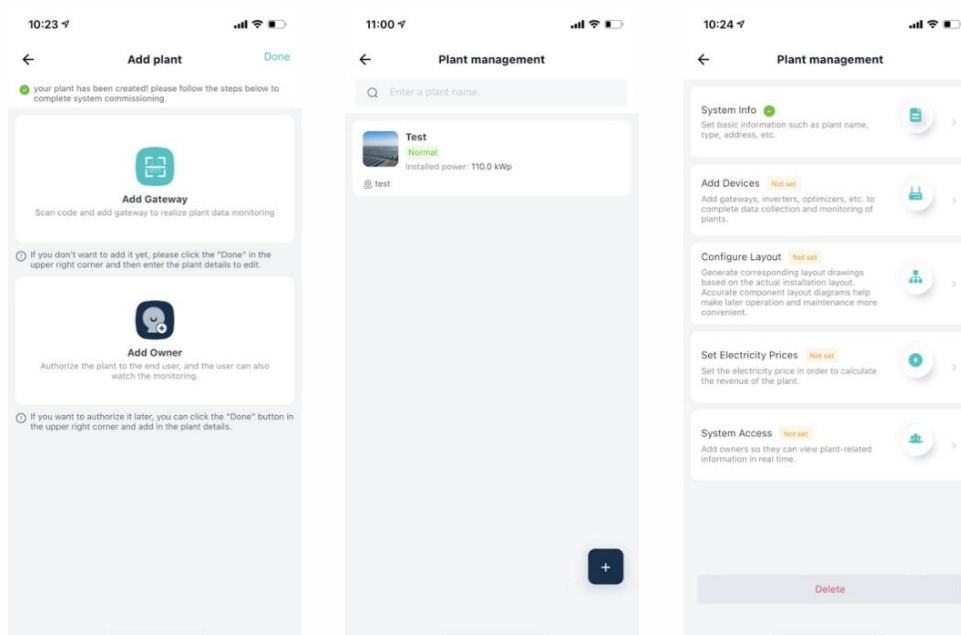 10:23
Add plant
Done
your plant has been created! please follow the steps below to
complete system commissioning.
Add Gateway
Scan code and add gateway to realize plant data monitoring
If you don't want to add it yet, please click the "Done" in the
upper right corner and then enter the plant details to edit.
Add Owner
Authorize the plant to the end user, and the user can also
watch the monitoring.
If you want to authorize it later, you can click the "Done" button in
the upper right corner and add in the plant details.
11:00
Plant management
Enter a plant name.
Test
Normal
Installed power: 110.0 kWp
test
+
10:24
Plant management
System Info
Set basic information such as plant name,
type, address, etc.
Add Devices Not set
Add gateways, inverters, optimizers, etc. to
complete data collection and monitoring of
plants.
Configure Layout Not set
Generate corresponding layout drawings
based on the actual installation layout.
Accurate component layout diagrams help
make later operation and maintenance more
convenient.
Set Electricity Prices Not set
Set the electricity price in order to calculate
the revenue of the plant.
System Access Not set
Add owners so they can view plant-related
information in real time.
Delete